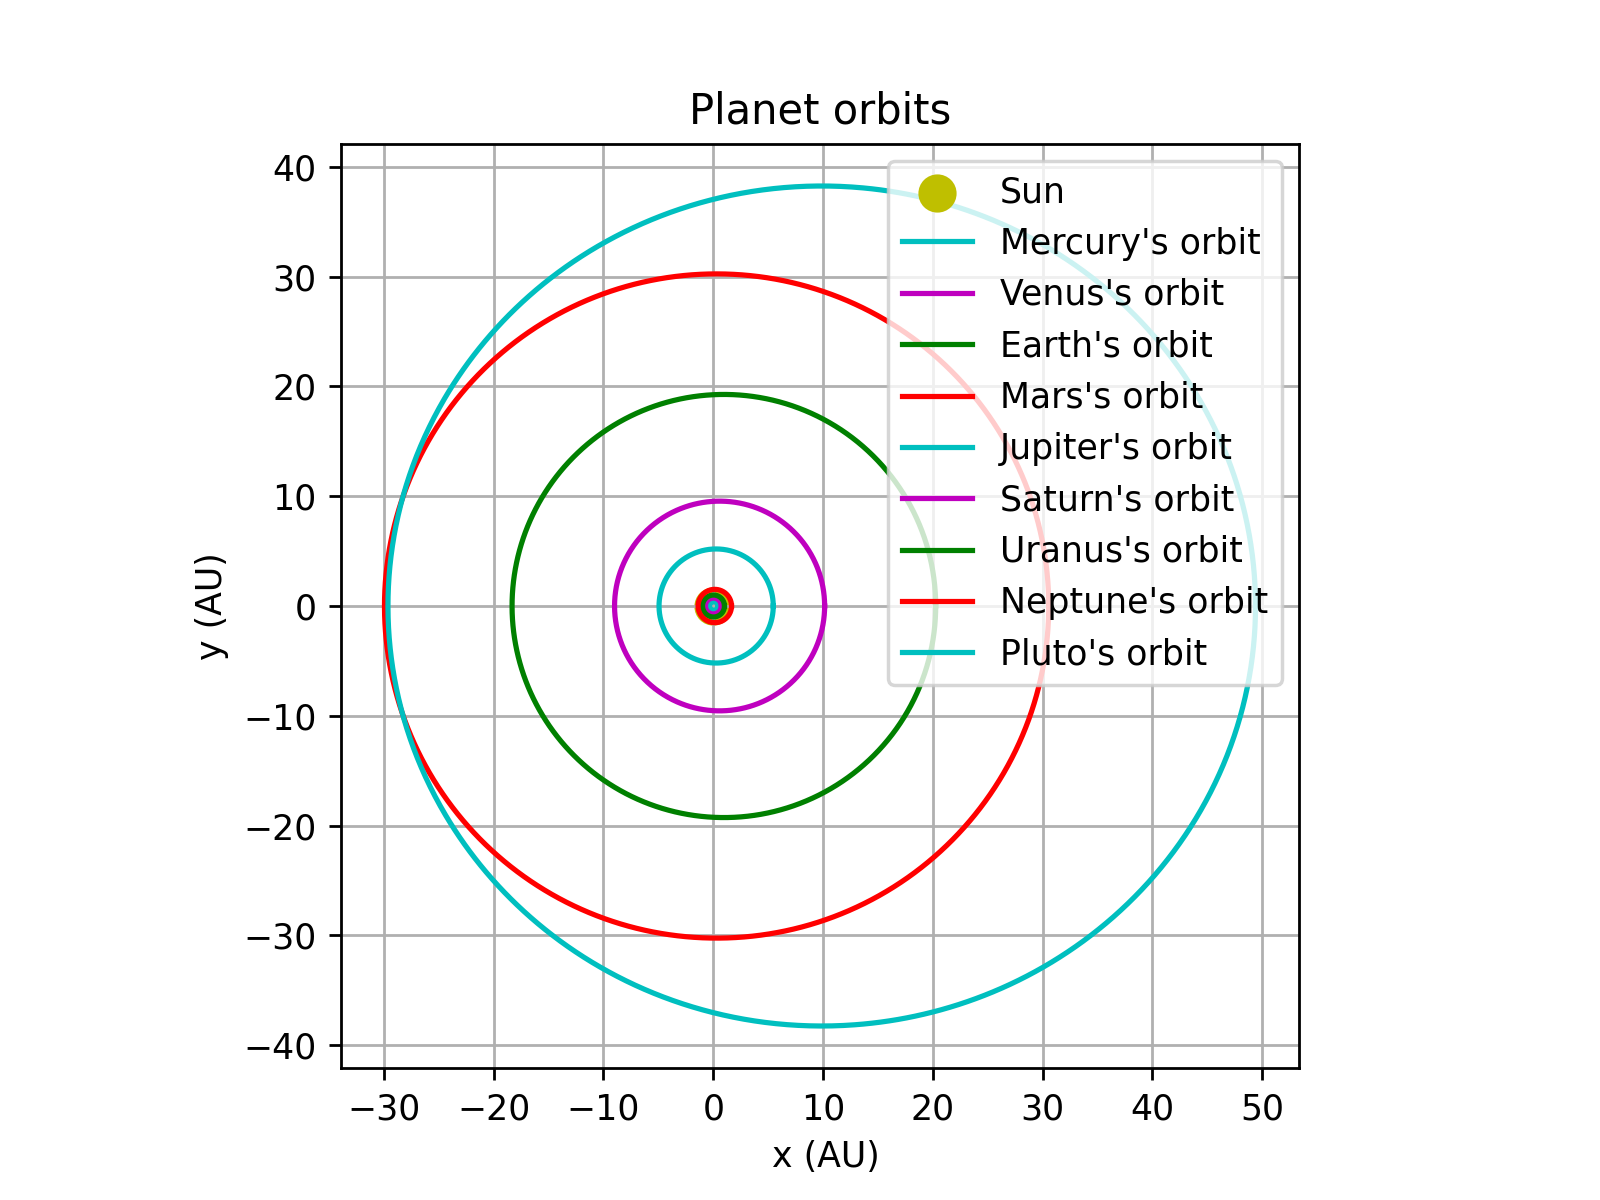 Planet orbits
40
30
20
10
0
−10
−20
−30
−40
y (AU)
Sun
Mercury's orbit
Venus's orbit
Earth's orbit
Mars's orbit
Jupiter's orbit
Saturn's orbit
Uranus's orbit
Neptune's orbit
Pluto's orbit
−30 −20 −10 0 10 20 30 40 50
x (AU)